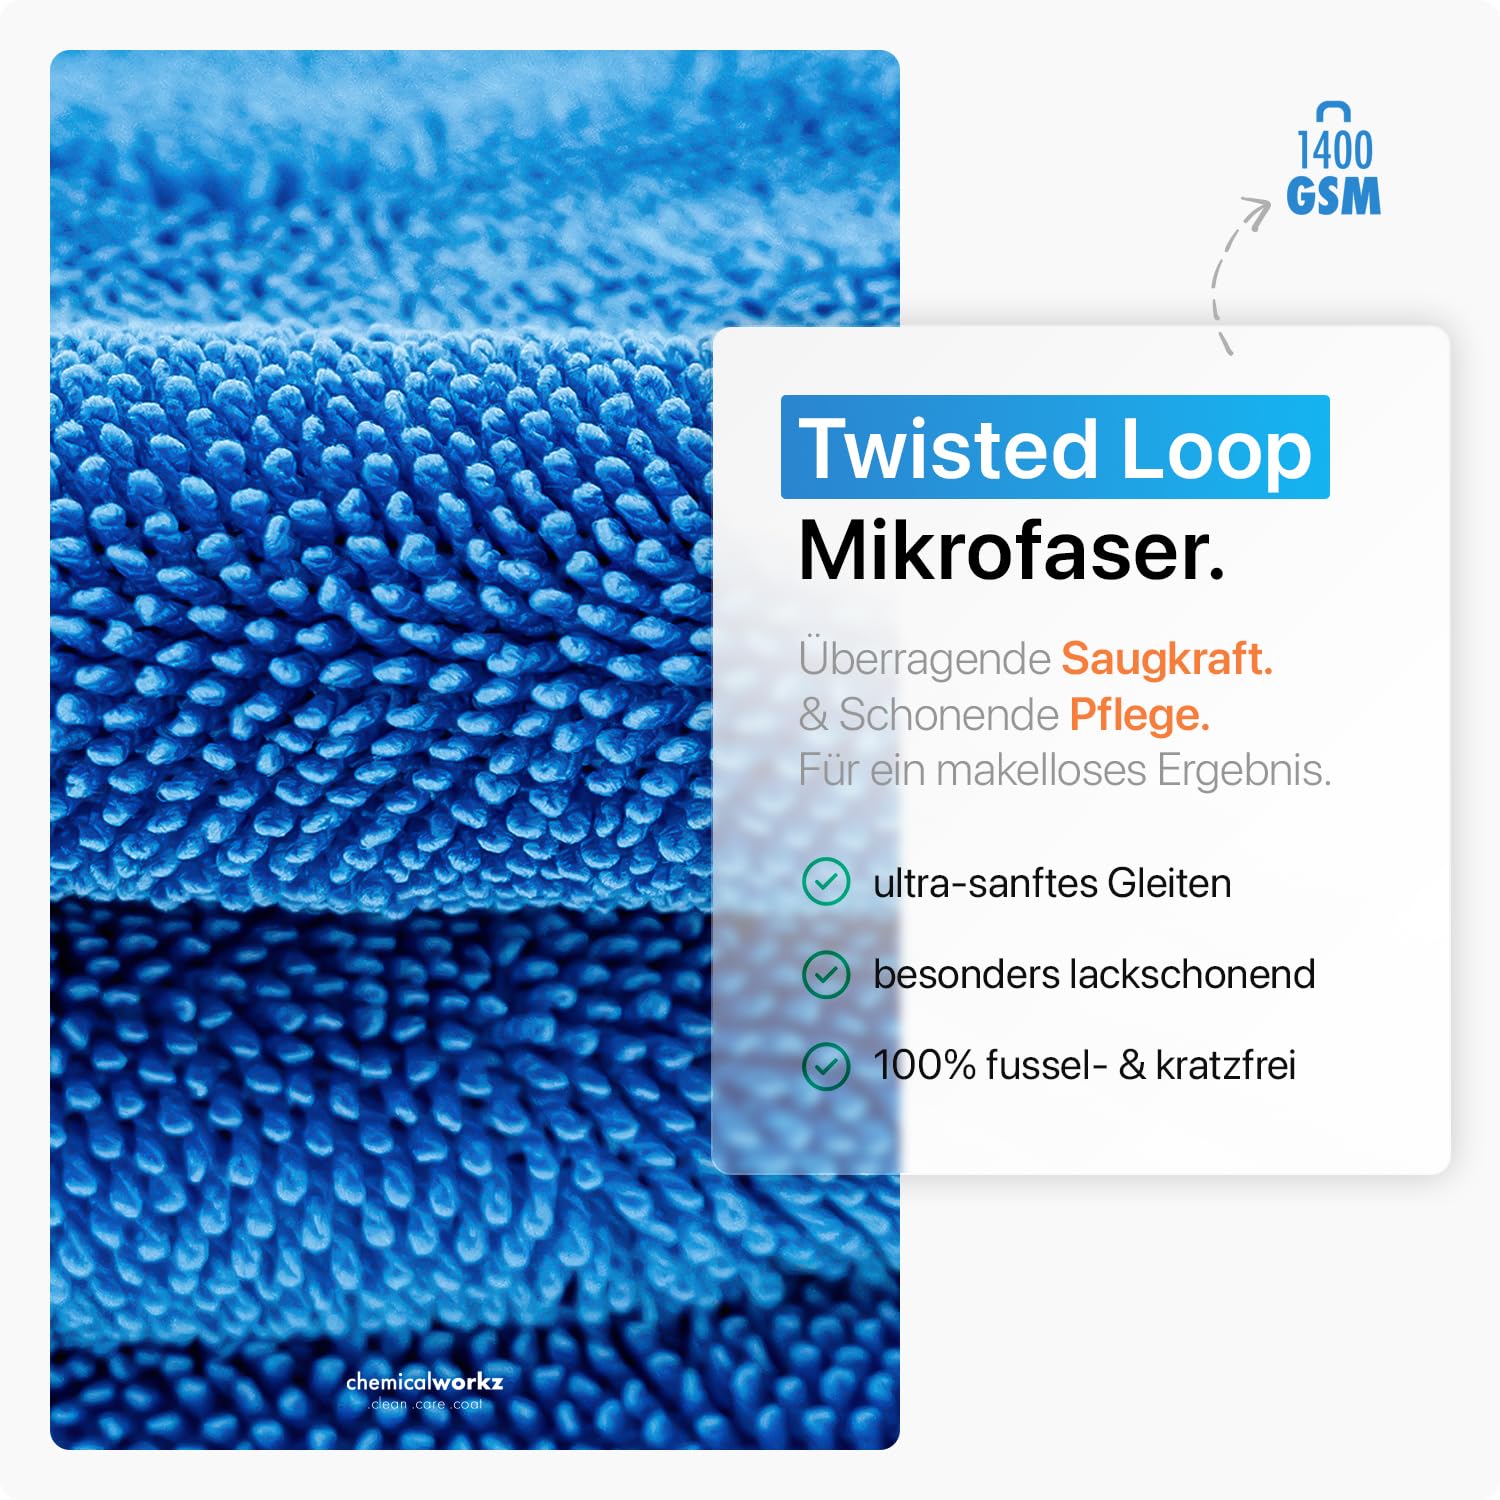 1400
GSM
Twisted Loop
Mikrofaser.
Überragende Saugkraft.
& Schonende Pflege.
Für ein makelloses Ergebnis.
ultra-sanftes Gleiten
besonders lackschonend
100% fussel- & kratzfrei
chemicalworkz
.clean .care .coat